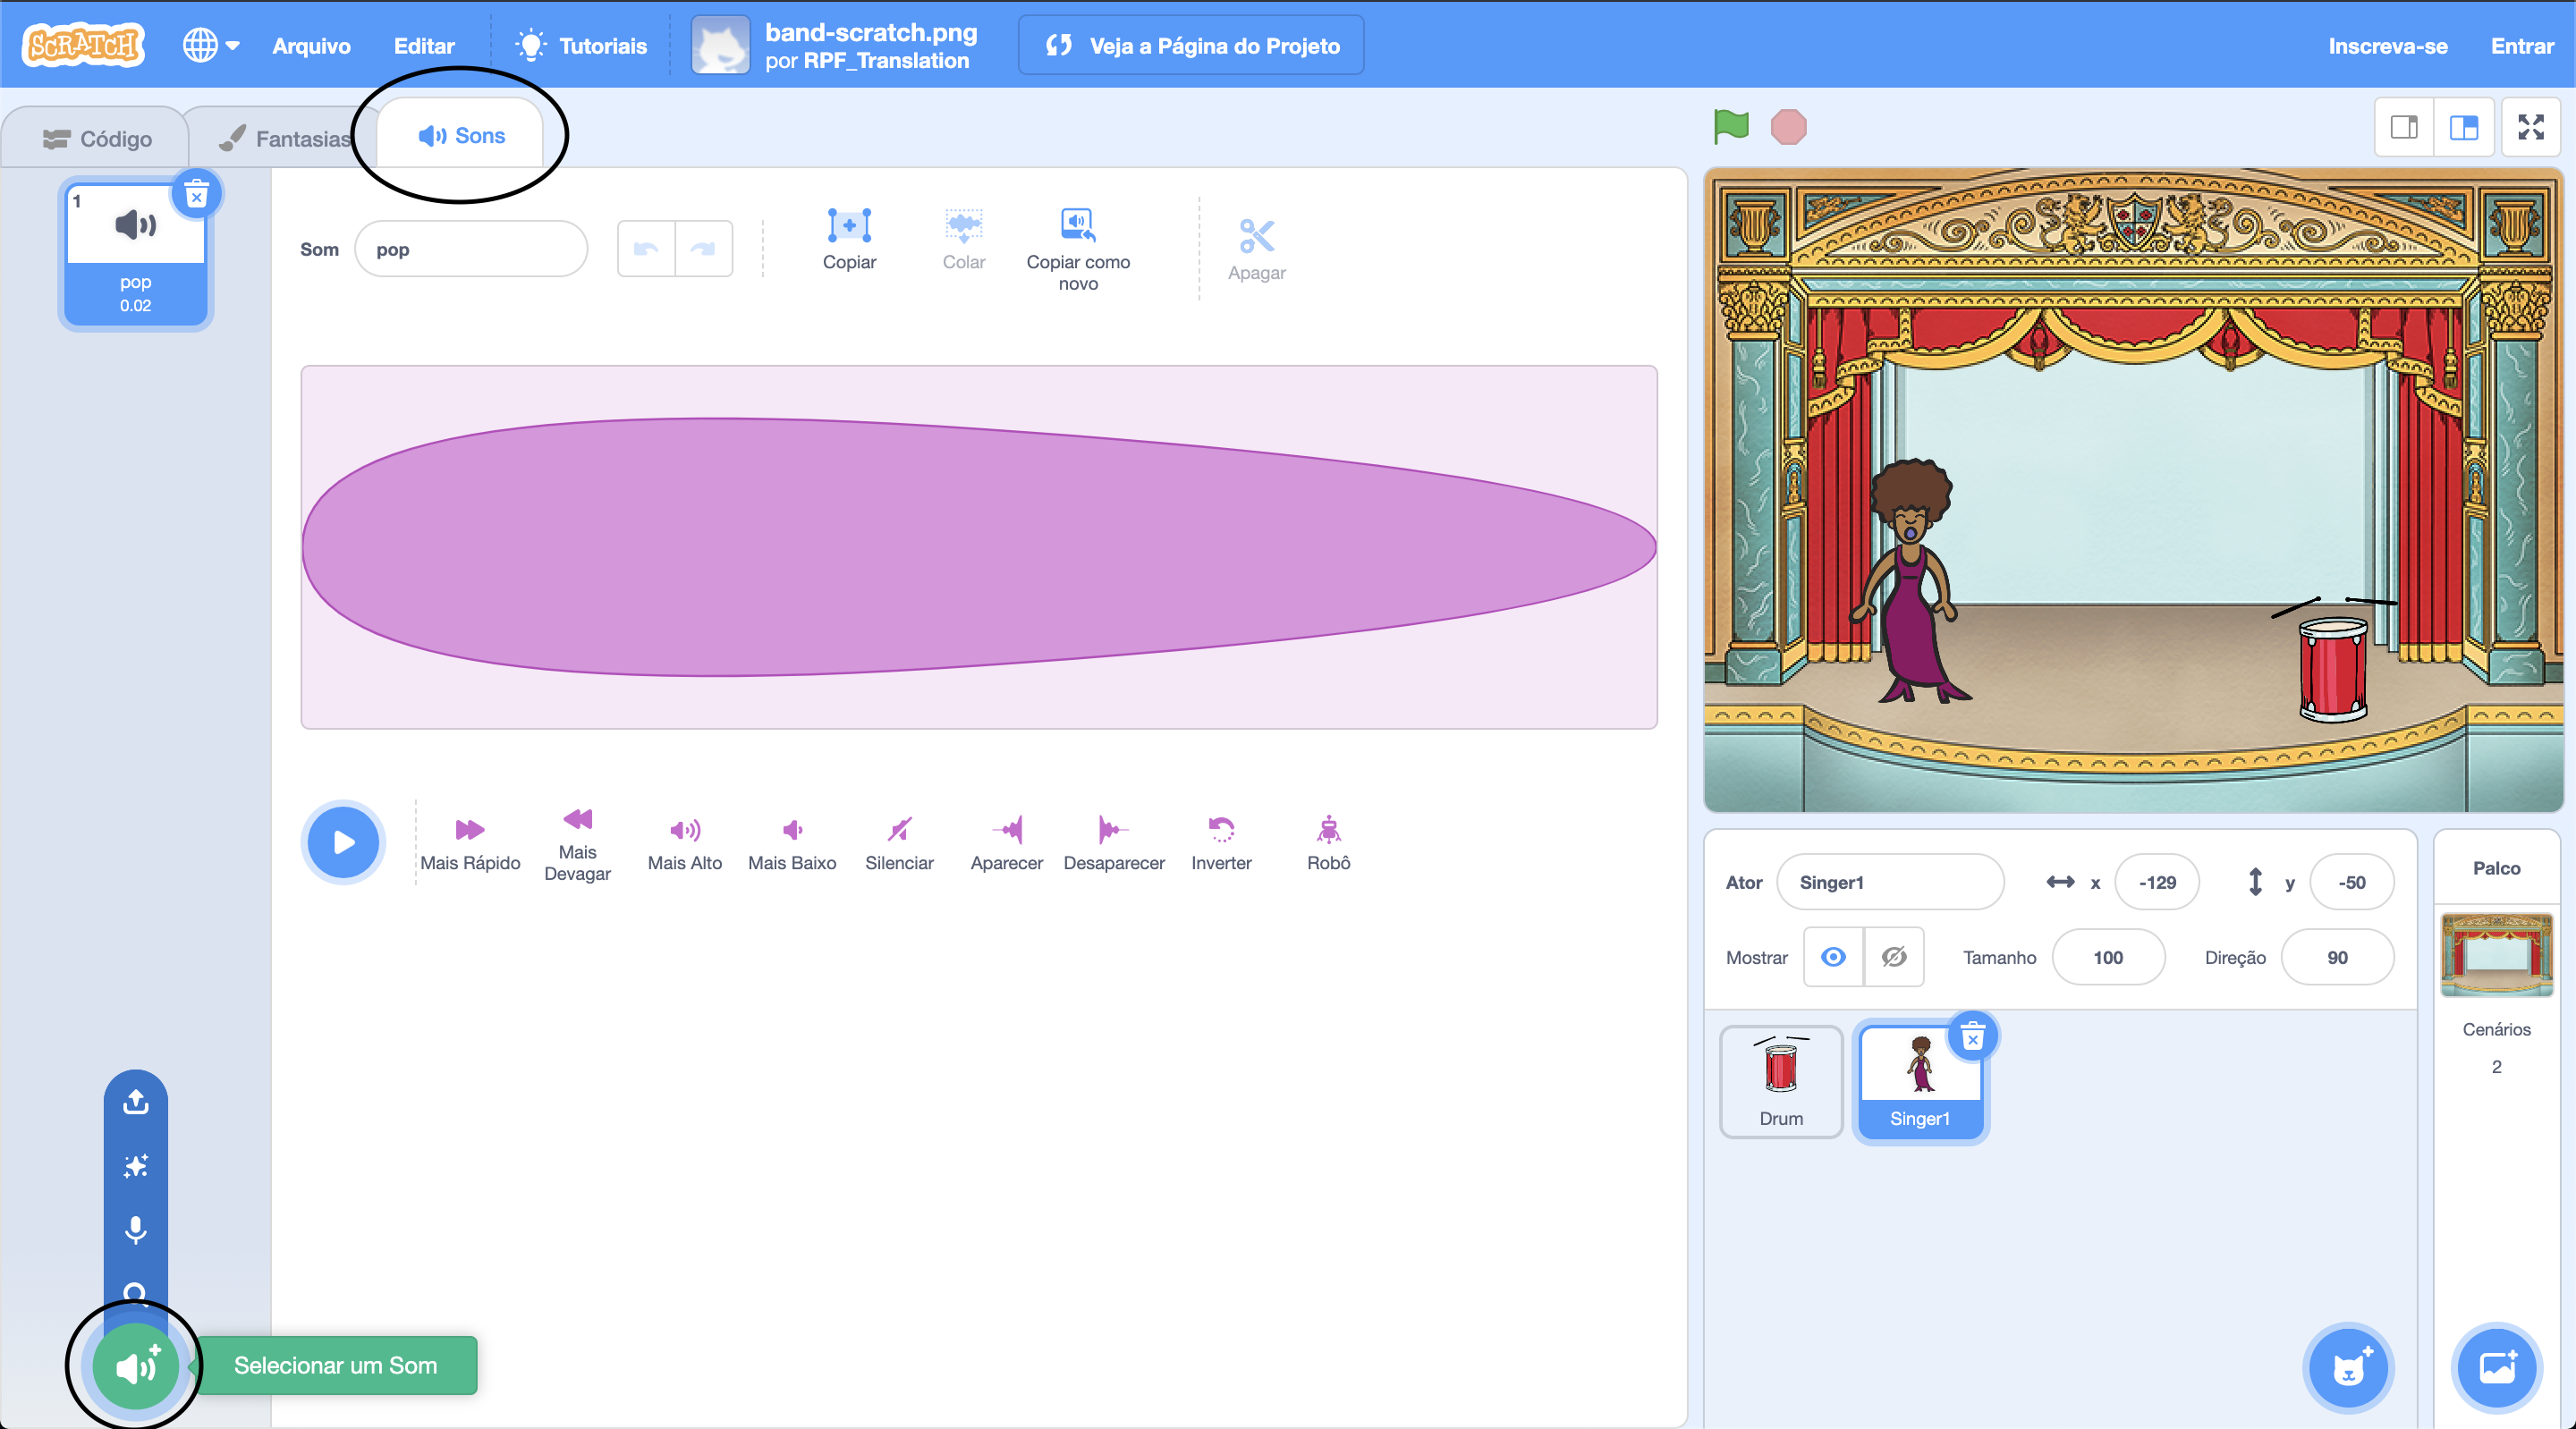 SCRATCH
Arquivo
Editar
Tutoriais
band-scratch.png
por RPF_Translation
Veja a Página do Projeto
Inscreva-se
Entrar
Código
Fantasias
Sons
1
pop
0.02
Som
pop
Copiar
Colar
Copiar como
novo
Apagar
Mais Rápido
Mais
Devagar
Mais Alto
Mais Baixo
Silenciar
Aparecer
Desaparecer
Inverter
Robô
Selecionar um Som
Ator
Singer1
x
-129
y
-50
Mostrar
Tamanho
100
Direção
90
Drum
Singer1
Palco
Cenários
2